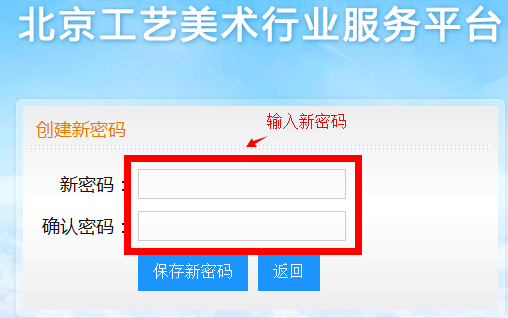 北京工艺美术行业服务平台
输入新密码
创建新密码
新密码：
确认密码：
保存新密码 返回